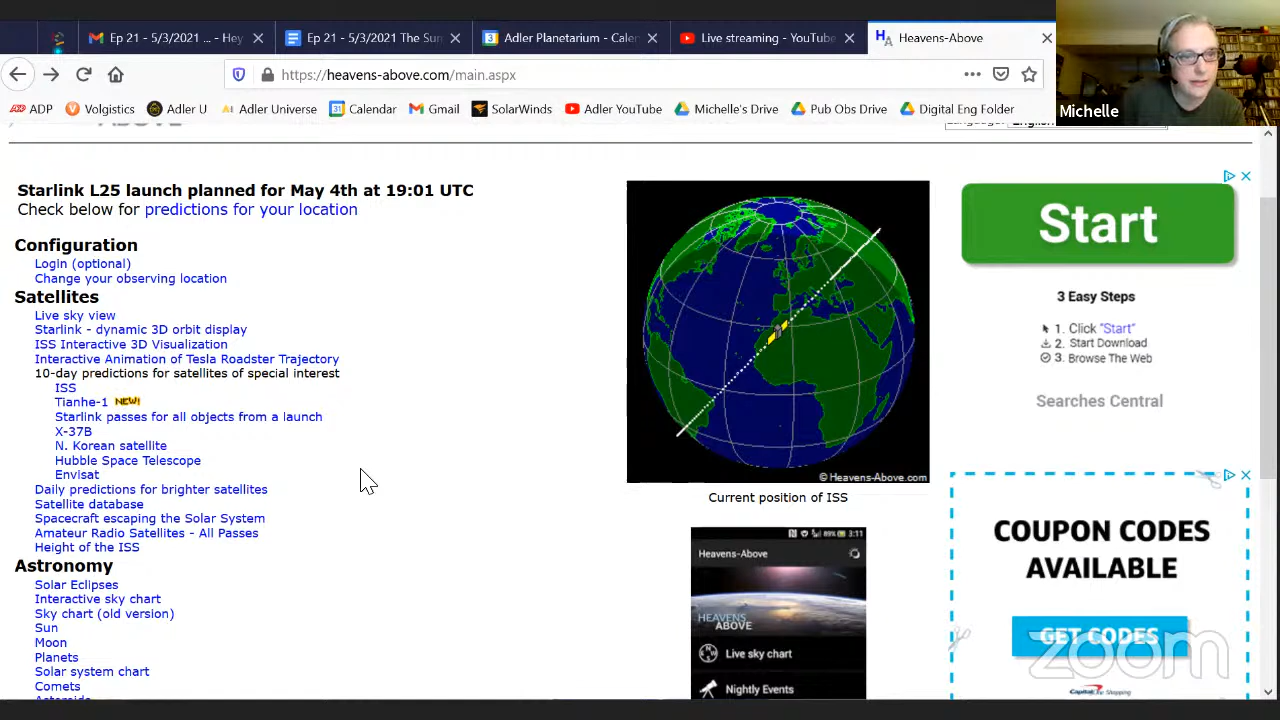 Ep 21 - 5/3/2021 ... - Hey
Ep 21 - 5/3/2021 The Sun
Adler Planetarium - Calen
Live streaming - YouTube
Heavens-Above
https://heavens-above.com/main.aspx
ADP
Volgistics
Adler U
Adler Universe
Calendar
Gmail
SolarWinds
Adler YouTube
Michelle's Drive
Pub Obs Drive
Digital Eng Folder
Michelle
Starlink L25 launch planned for May 4th at 19:01 UTC
Check below for predictions for your location
Configuration
Login (optional)
Change your observing location
Satellites
Live sky view
Starlink - dynamic 3D orbit display
ISS Interactive 3D Visualization
Interactive Animation of Tesla Roadster Trajectory
10-day predictions for satellites of special interest
ISS
Tianhe-1 NEW!
Starlink passes for all objects from a launch
X-37B
N. Korean satellite
Hubble Space Telescope
Envisat
Daily predictions for brighter satellites
Satellite database
Spacecraft escaping the Solar System
Amateur Radio Satellites - All Passes
Height of the ISS
Astronomy
Solar Eclipses
Interactive sky chart
Sky chart (old version)
Sun
Moon
Planets
Solar system chart
Comets
© Heavens-Above.com
Current position of ISS
89% 3:11
Heavens-Above
HEAVENS
ABOVE
Live sky chart
Nightly Events
Start
3 Easy Steps
1. Click "Start"
2. Start Download
3. Browse The Web
Searches Central
COUPON CODES
AVAILABLE
GET CODES
Capital One Shopping
zoom